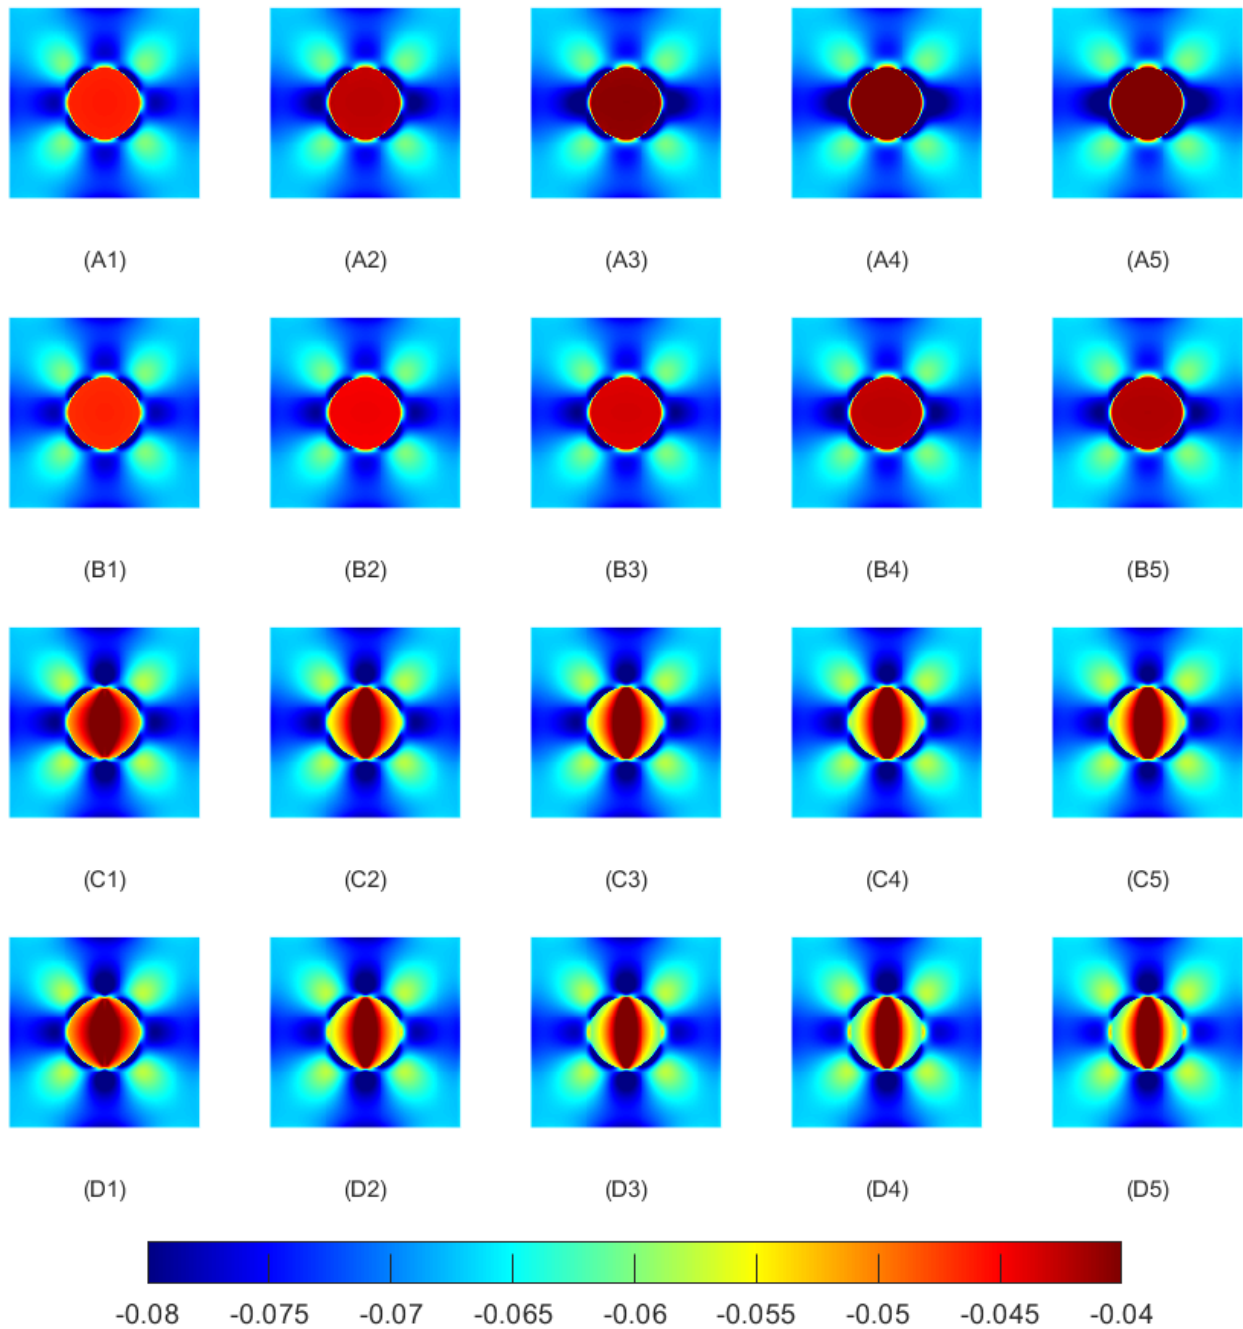 (A1) (A2) (A3) (A4) (A5)
(B1) (B2) (B3) (B4) (B5)
(C1) (C2) (C3) (C4) (C5)
(D1) (D2) (D3) (D4) (D5)
-0.08 -0.075 -0.07 -0.065 -0.06 -0.055 -0.05 -0.045 -0.04